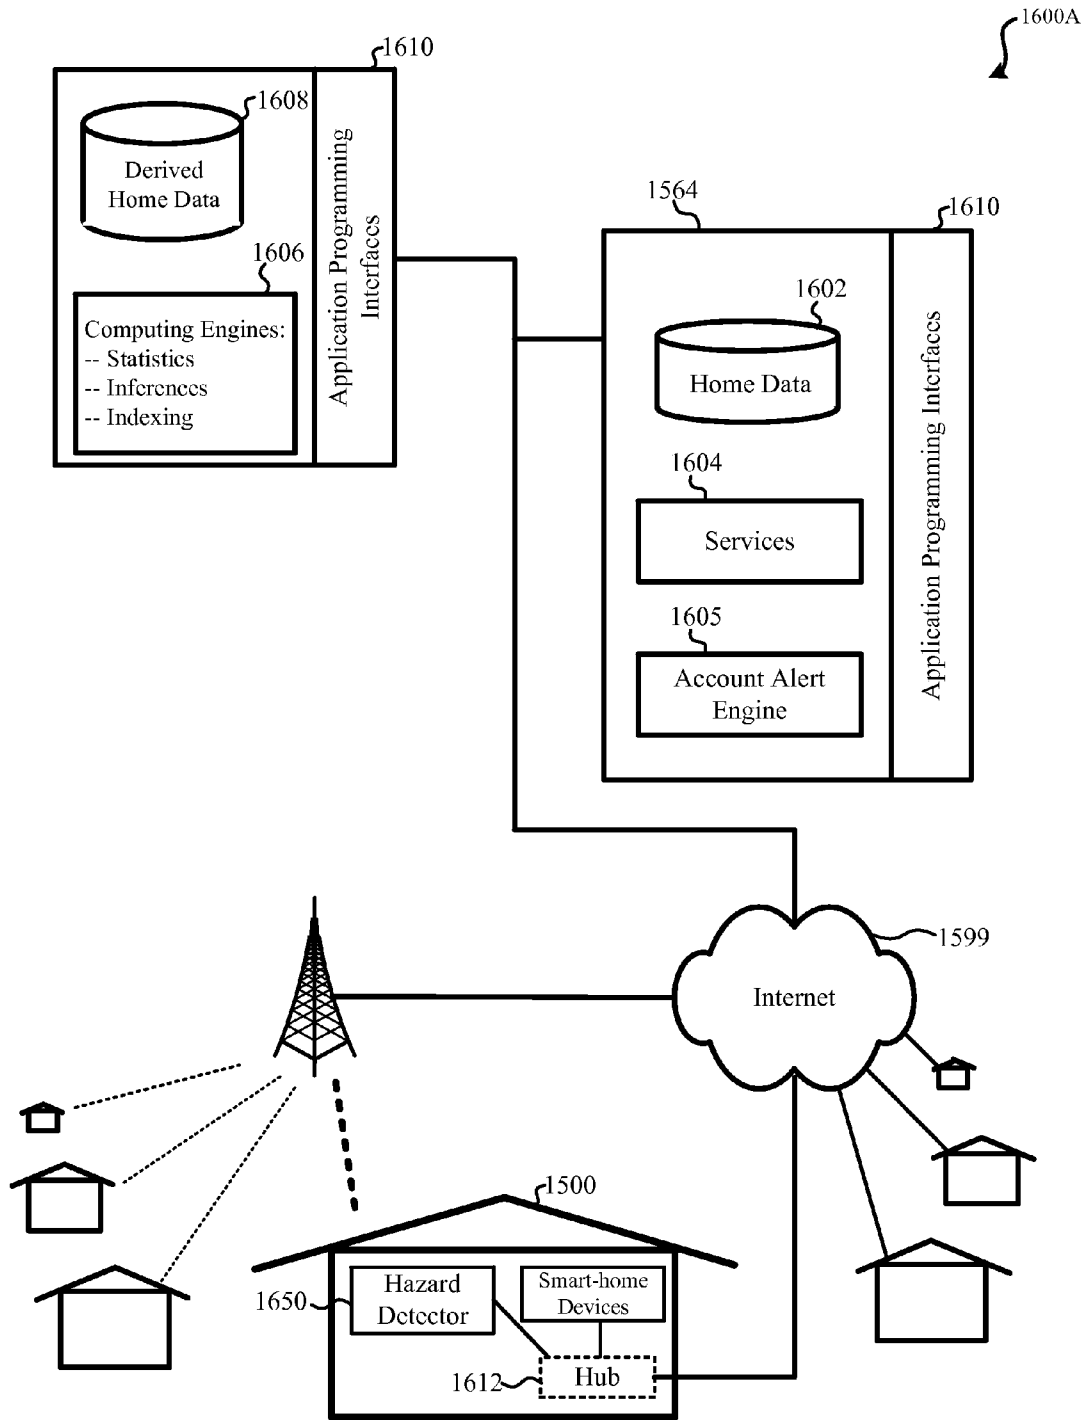 1600A
1610
1608
Derived
Home Data
1606
Computing Engines:
-- Statistics
-- Inferences
-- Indexing
Application Programming
Interfaces
1564
1610
1602
Home Data
1604
Services
1605
Account Alert
Engine
Application Programming Interfaces
1599
Internet
1500
Hazard
Detector
1650
Smart-home
Devices
1612
Hub